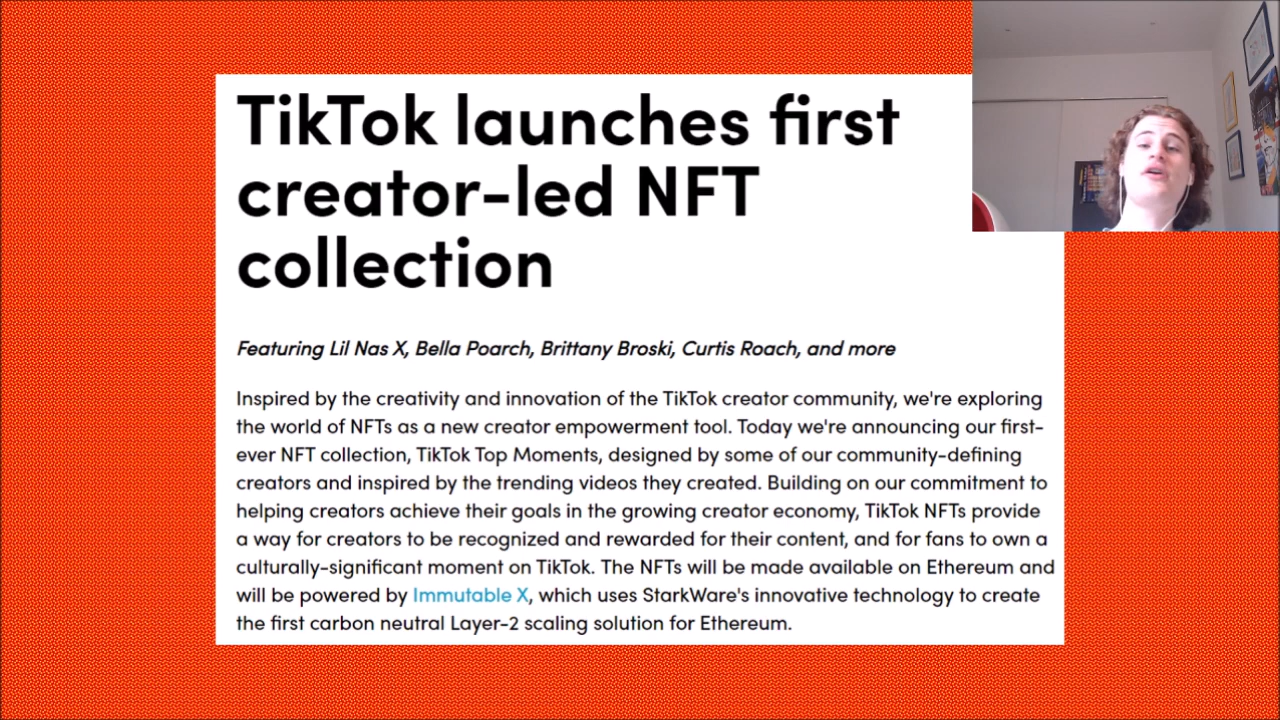 TikTok launches first
creator-led NFT
collection
Featuring Lil Nas X, Bella Poarch, Brittany Broski, Curtis Roach, and more
Inspired by the creativity and innovation of the TikTok creator community, we're exploring
the world of NFTs as a new creator empowerment tool. Today we're announcing our first-
ever NFT collection, TikTok Top Moments, designed by some of our community-defining
creators and inspired by the trending videos they created. Building on our commitment to
helping creators achieve their goals in the growing creator economy, TikTok NFTs provide
a way for creators to be recognized and rewarded for their content, and for fans to own a
culturally-significant moment on TikTok. The NFTs will be made available on Ethereum and
will be powered by Immutable X, which uses StarkWare's innovative technology to create
the first carbon neutral Layer-2 scaling solution for Ethereum.